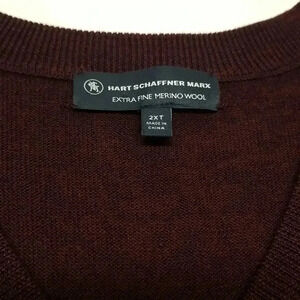 HART SCHAFFNER MARX
EXTRA FINE MERINO WOOL
2XT
MADE IN
CHINA